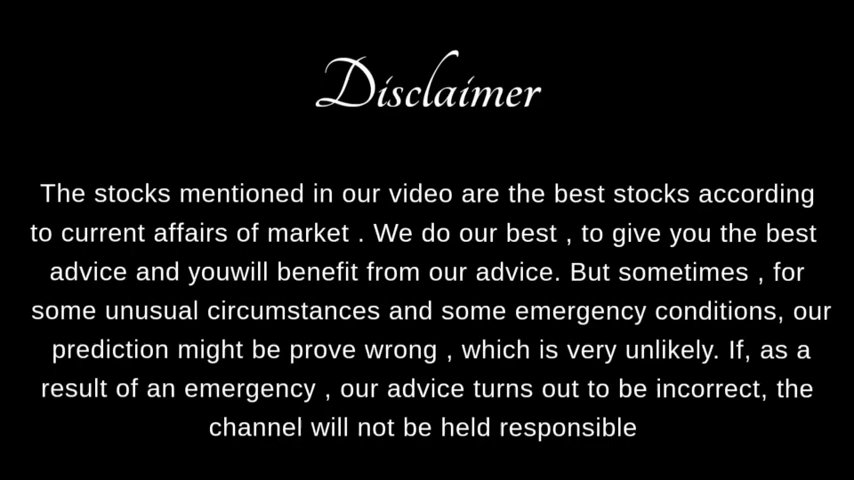 Disclaimer
The stocks mentioned in our video are the best stocks according
to current affairs of market . We do our best , to give you the best
advice and youwill benefit from our advice. But sometimes , for
some unusual circumstances and some emergency conditions, our
prediction might be prove wrong , which is very unlikely. If, as a
result of an emergency , our advice turns out to be incorrect, the
channel will not be held responsible